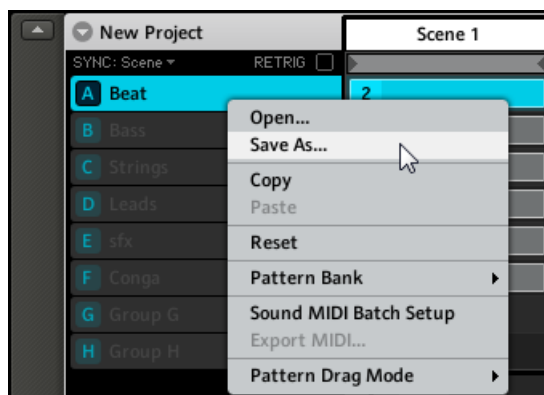 New Project
Scene 1
SYNC: Scene
RETRIG
A Beat
2
B Bass
C Strings
D Leads
E sfx
F Conga
G Group G
H Group H
Open...
Save As...
Copy
Paste
Reset
Pattern Bank
Sound MIDI Batch Setup
Export MIDI...
Pattern Drag Mode